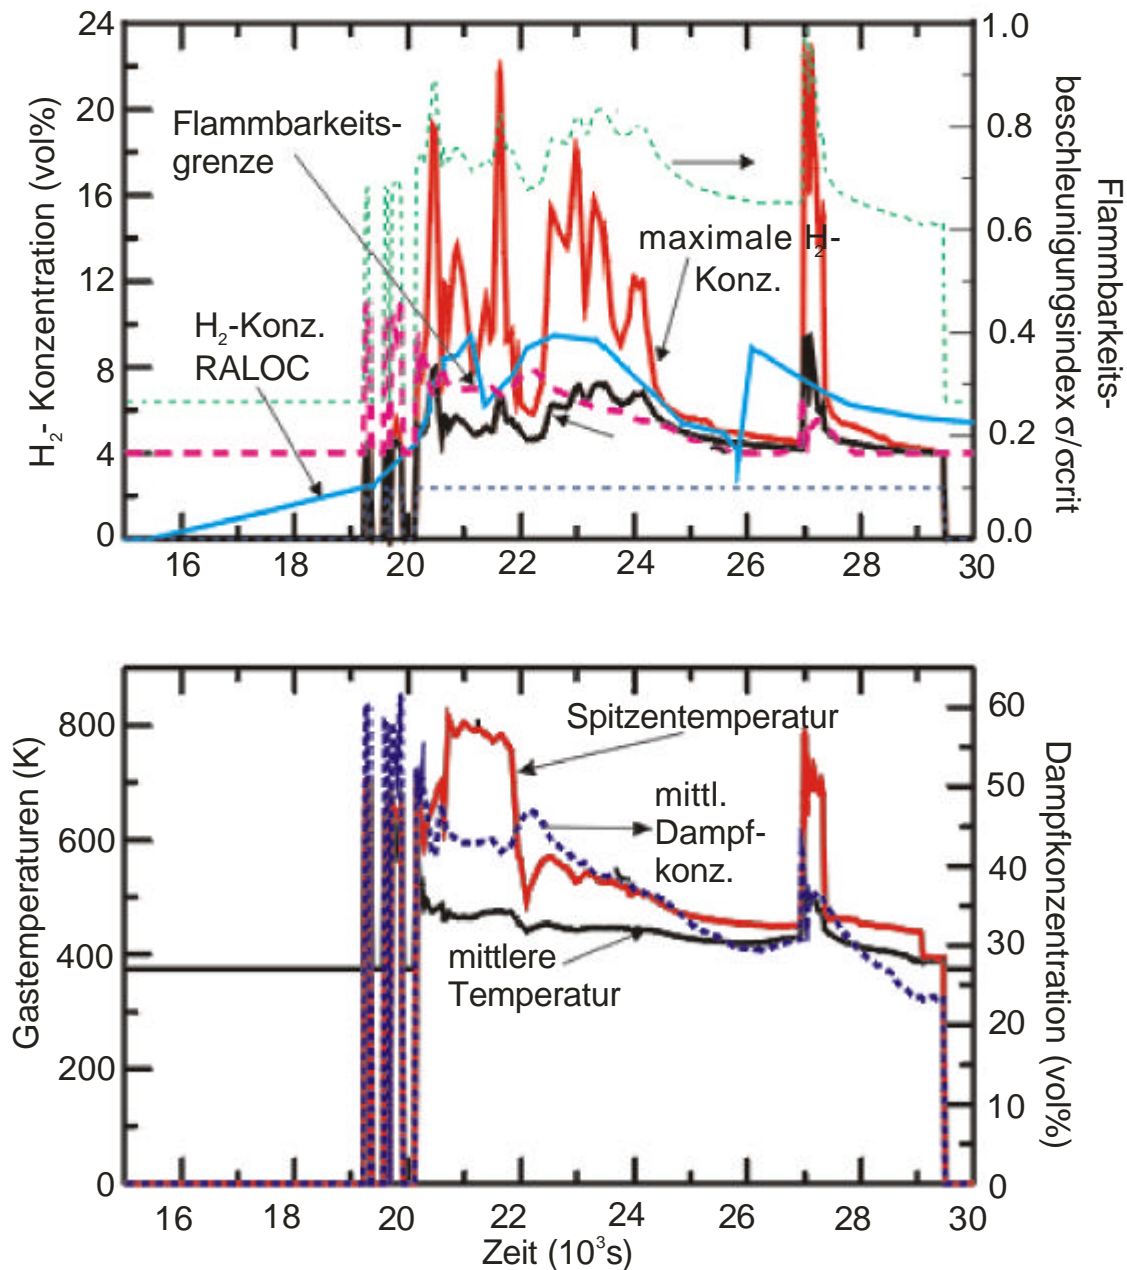 24
20
16
12
8
4
0
H₂- Konzentration (vol%)
1.0
0.8
0.6
0.4
0.2
0.0
Flammbarkeits-
beschleunigungsindex σ/σcrit
Flammbarkeits-
grenze
maximale H₂-
Konz.
H₂-Konz.
RALOC
16 18 20 22 24 26 28 30
800
600
400
200
0
Gastemperaturen (K)
60
50
40
30
20
10
0
Dampfkonzentration (vol%)
Spitzentemperatur
mittl.
Dampf-
konz.
mittlere
Temperatur
16 18 20 22 24 26 28 30
Zeit (10³s)